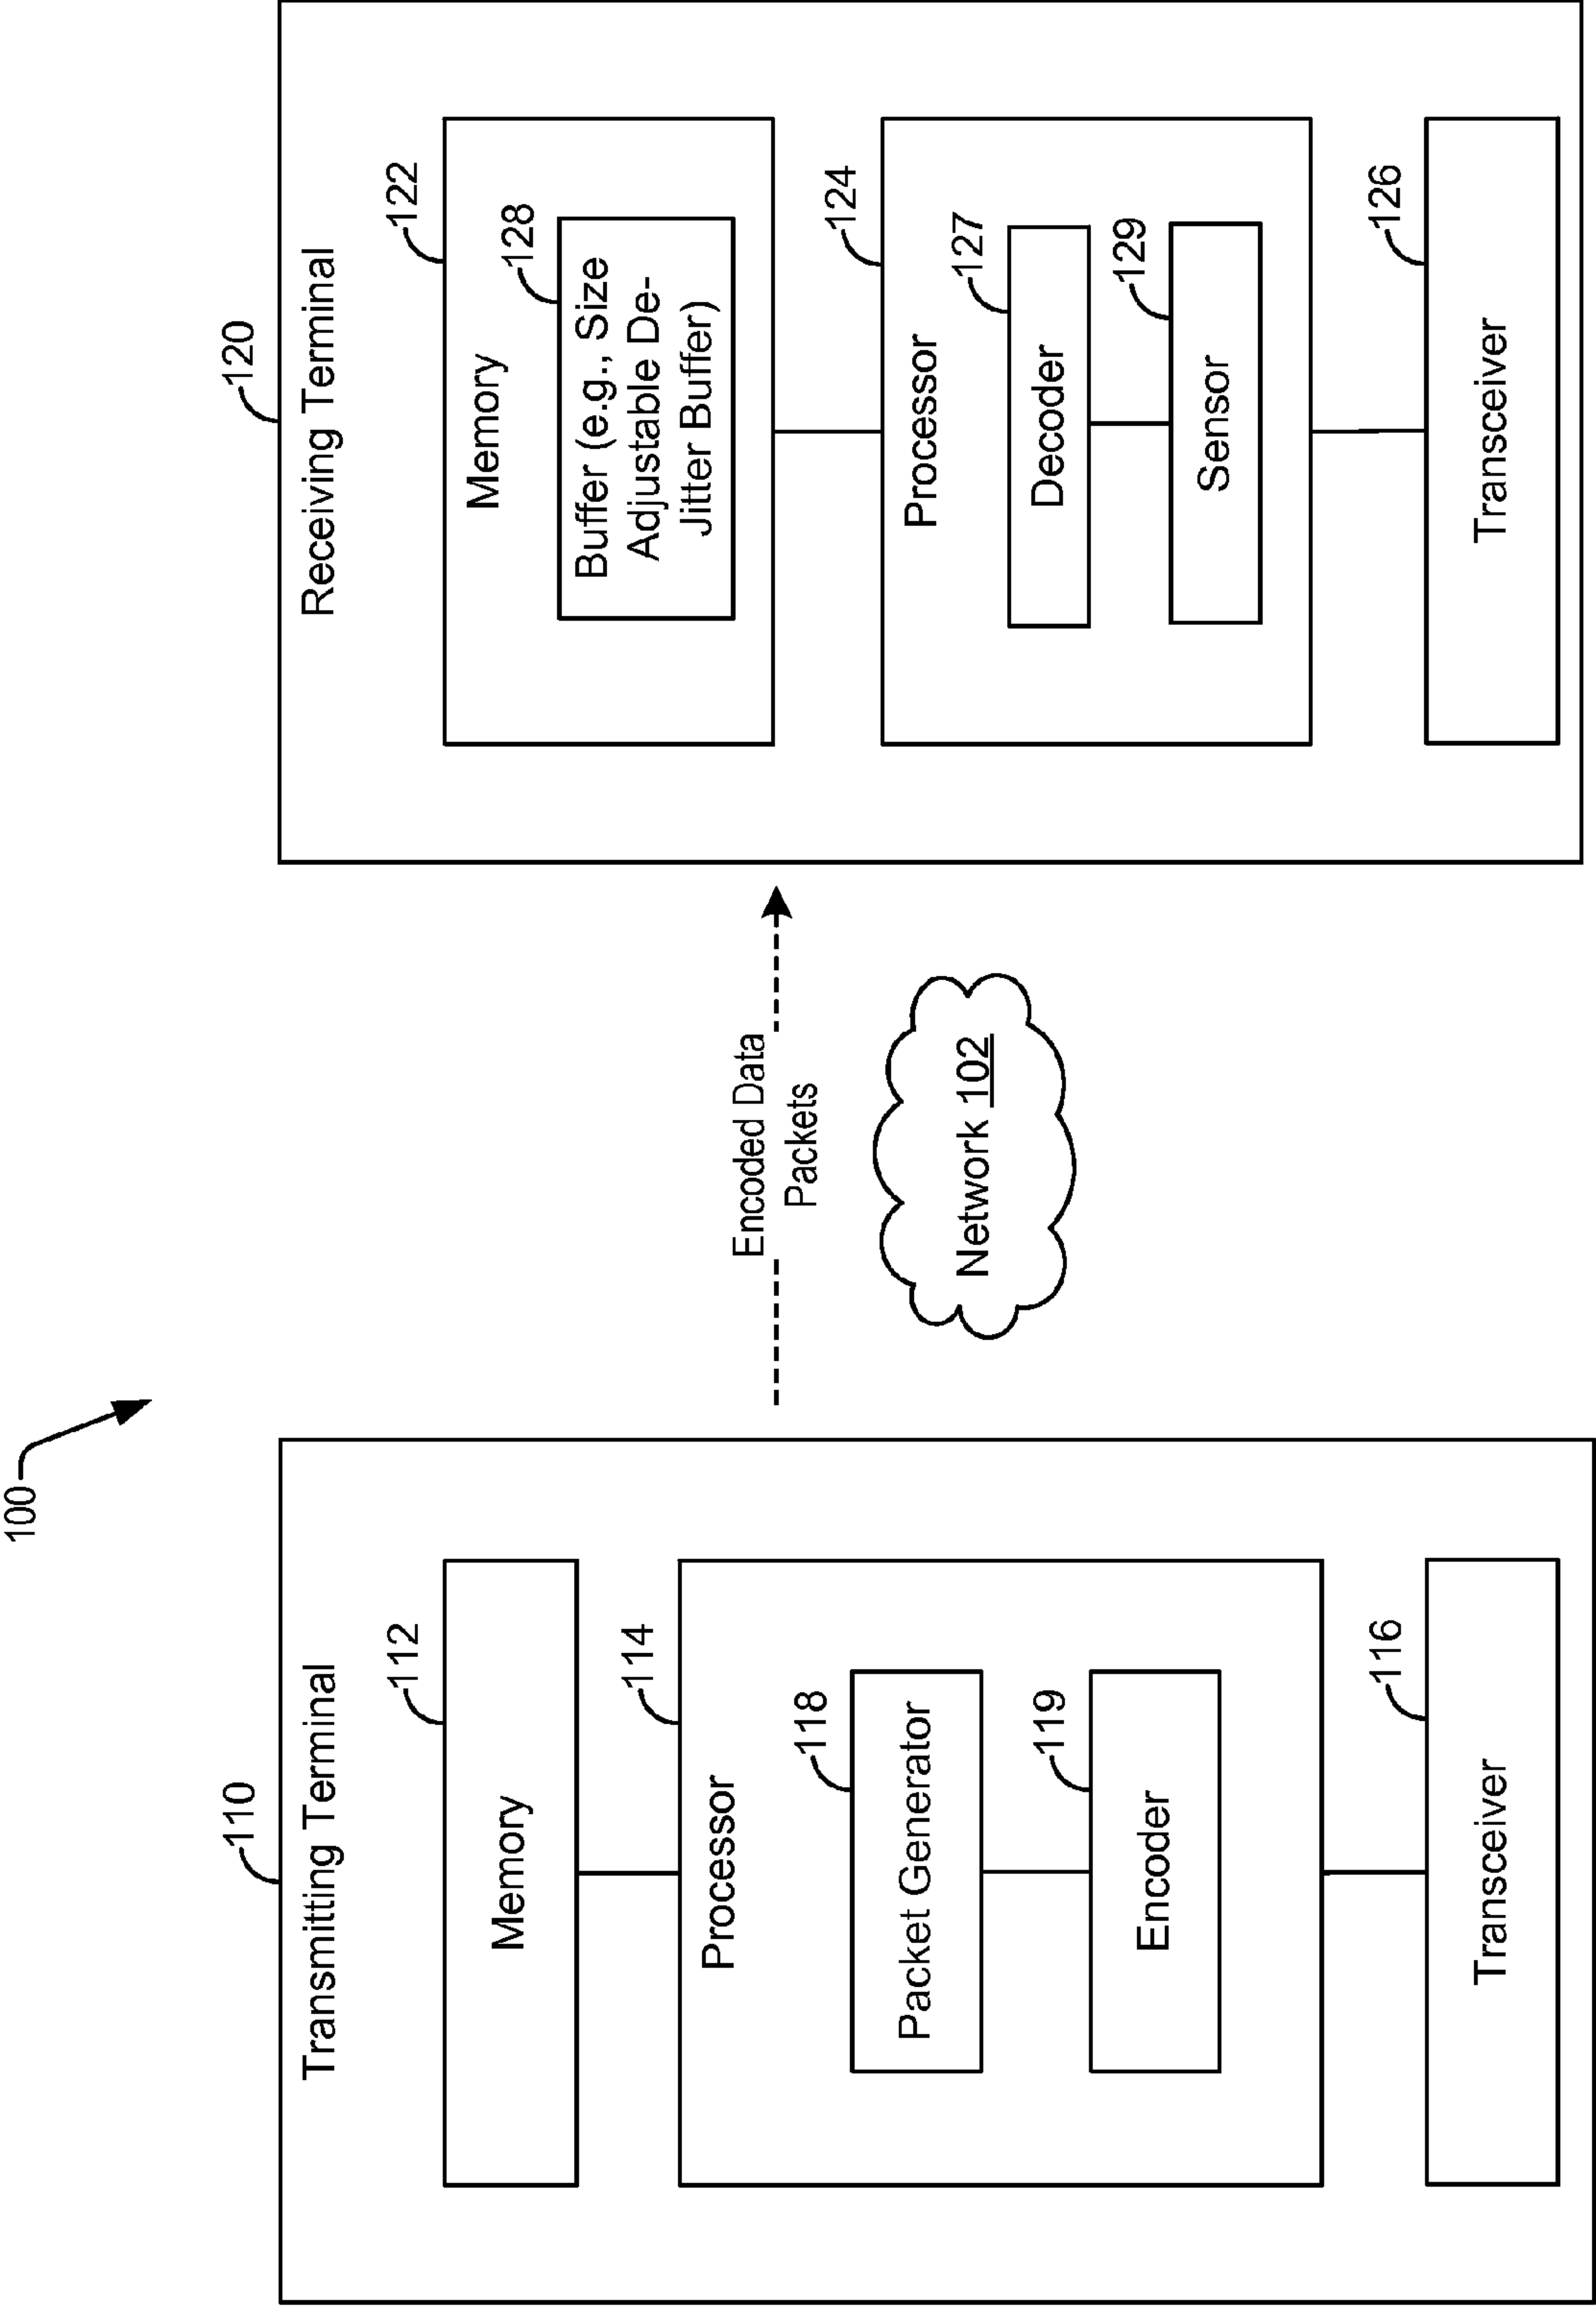 100
110
Transmitting Terminal
112
Memory
114
Processor
118
Packet Generator
119
Encoder
116
Transceiver
Encoded Data
Packets
Network 102
120
Receiving Terminal
122
Memory
128
Buffer (e.g., Size
Adjustable De-
Jitter Buffer)
124
Processor
127
Decoder
129
Sensor
126
Transceiver